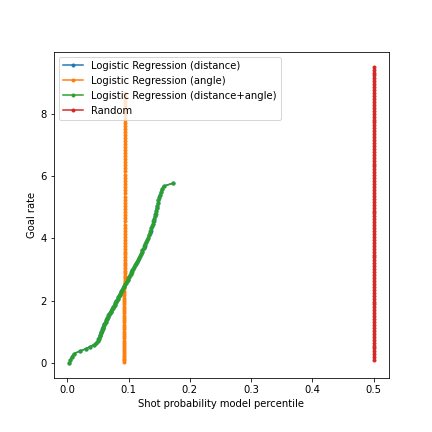 Logistic Regression (distance)
Logistic Regression (angle)
Logistic Regression (distance+angle)
Random
Goal rate
8
6
4
2
0
0.0 0.1 0.2 0.3 0.4 0.5
Shot probability model percentile